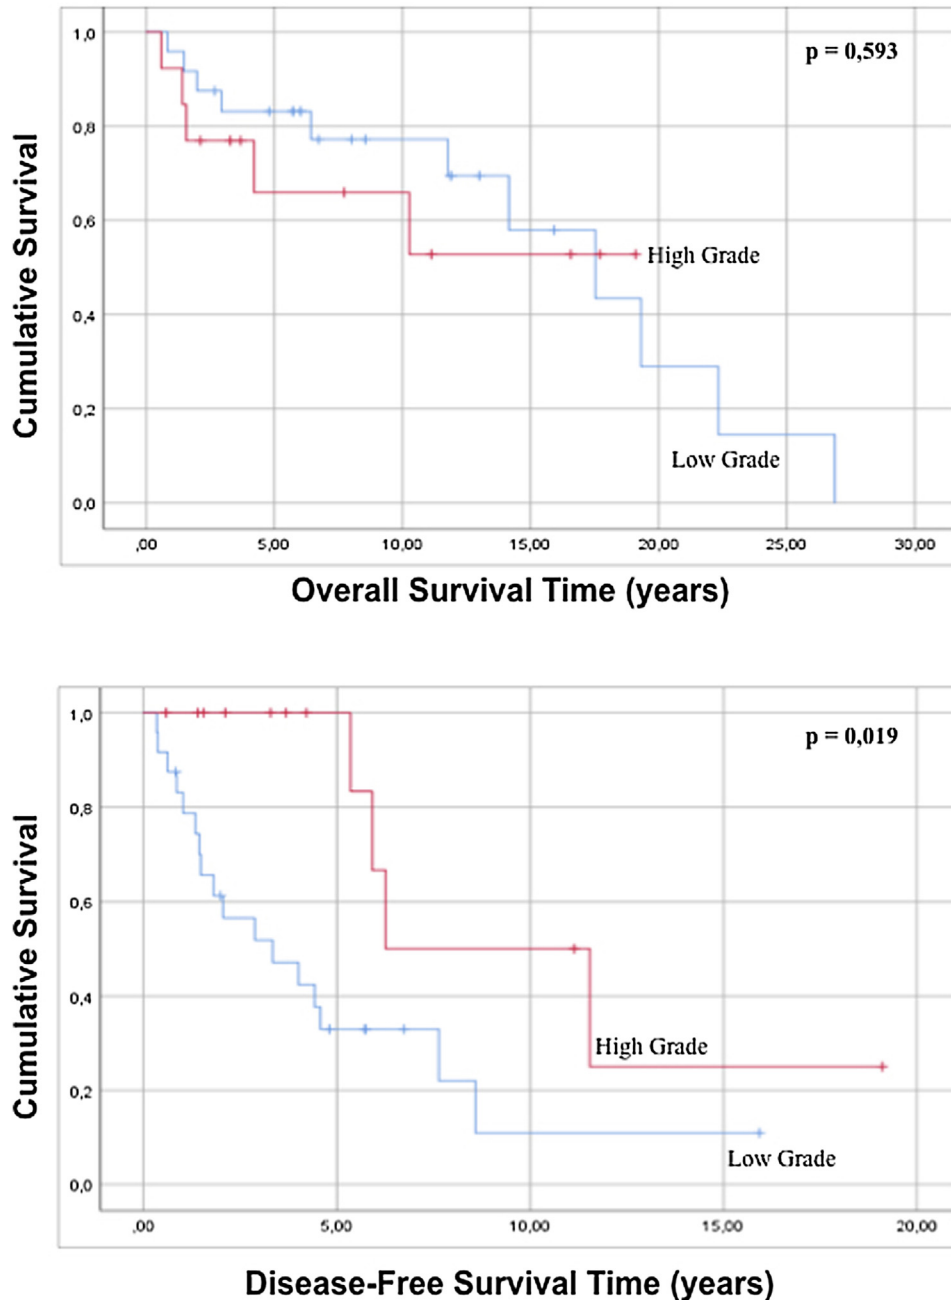 Cumulative Survival
1,0
0,8
0,6
0,4
0,2
0,0
p = 0,593
High Grade
Low Grade
,00 5,00 10,00 15,00 20,00 25,00 30,00
Overall Survival Time (years)
Cumulative Survival
1,0
0,8
0,6
0,4
0,2
0,0
p = 0,019
High Grade
Low Grade
,00 5,00 10,00 15,00 20,00
Disease-Free Survival Time (years)